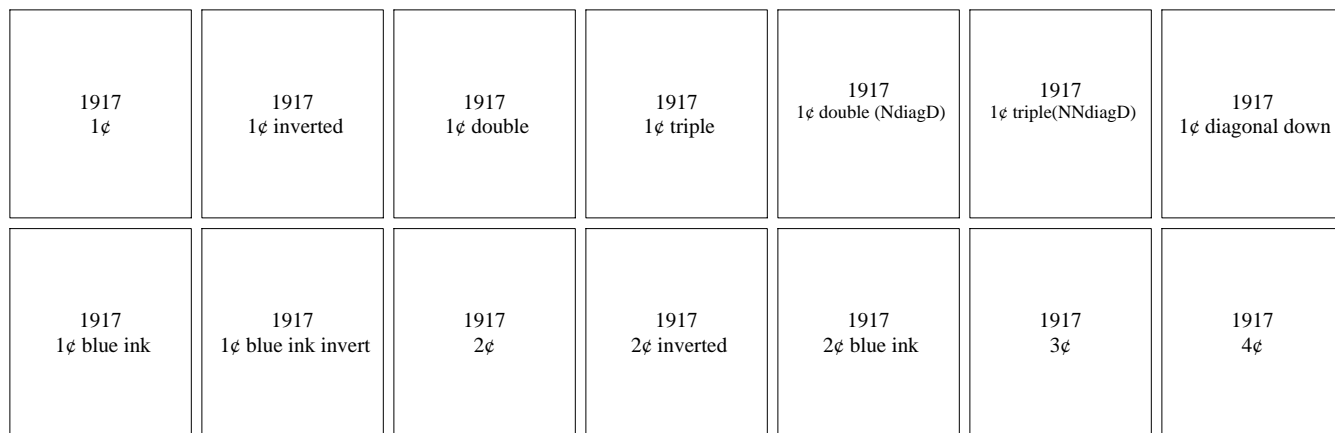 1917
1¢
1917
1¢ inverted
1917
1¢ double
1917
1¢ triple
1917
1¢ double (NdiagD)
1917
1¢ triple(NNdiagD)
1917
1¢ diagonal down
1917
1¢ blue ink
1917
1¢ blue ink invert
1917
2¢
1917
2¢ inverted
1917
2¢ blue ink
1917
3¢
1917
4¢